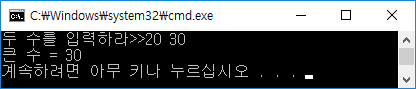 C:₩Windows₩system32₩cmd.exe
두 수를 입력하라>>20 30
큰 수 = 30
계속하려면 아무 키나 누르십시오 . . .